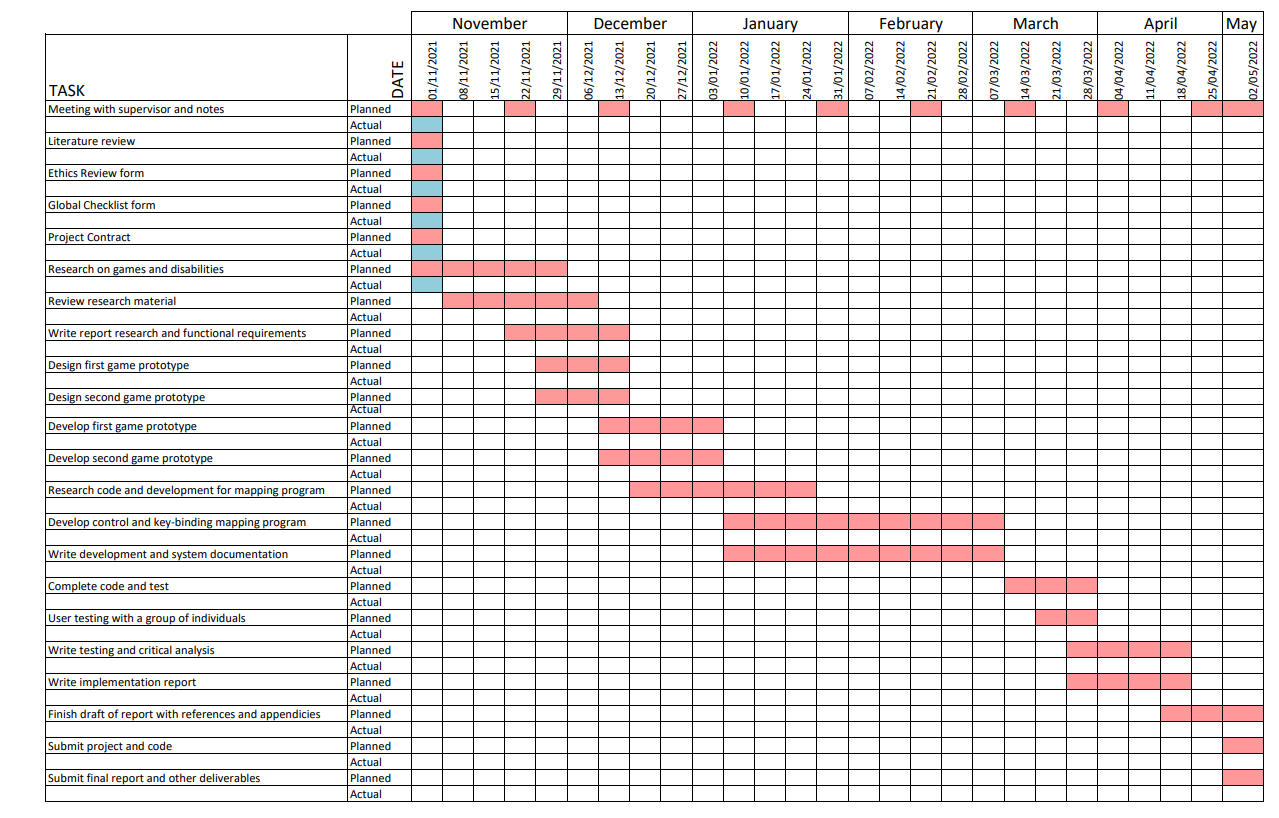 November December January February March April May
TASK DATE 01/11/2021 08/11/2021 15/11/2021 22/11/2021 29/11/2021 06/12/2021 13/12/2021 20/12/2021 27/12/2021 03/01/2022 10/01/2022 17/01/2022 24/01/2022 31/01/2022 07/02/2022 14/02/2022 21/02/2022 28/02/2022 07/03/2022 14/03/2022 21/03/2022 28/03/2022 04/04/2022 11/04/2022 18/04/2022 25/04/2022 02/05/2022
Meeting with supervisor and notes Planned
Actual
Literature review Planned
Actual
Ethics Review form Planned
Actual
Global Checklist form Planned
Actual
Project Contract Planned
Actual
Research on games and disabilities Planned
Actual
Review research material Planned
Actual
Write report research and functional requirements Planned
Actual
Design first game prototype Planned
Actual
Design second game prototype Planned
Actual
Develop first game prototype Planned
Actual
Develop second game prototype Planned
Actual
Research code and development for mapping program Planned
Actual
Develop control and key-binding mapping program Planned
Actual
Write development and system documentation Planned
Actual
Complete code and test Planned
Actual
User testing with a group of individuals Planned
Actual
Write testing and critical analysis Planned
Actual
Write implementation report Planned
Actual
Finish draft of report with references and appendicies Planned
Actual
Submit project and code Planned
Actual
Submit final report and other deliverables Planned
Actual